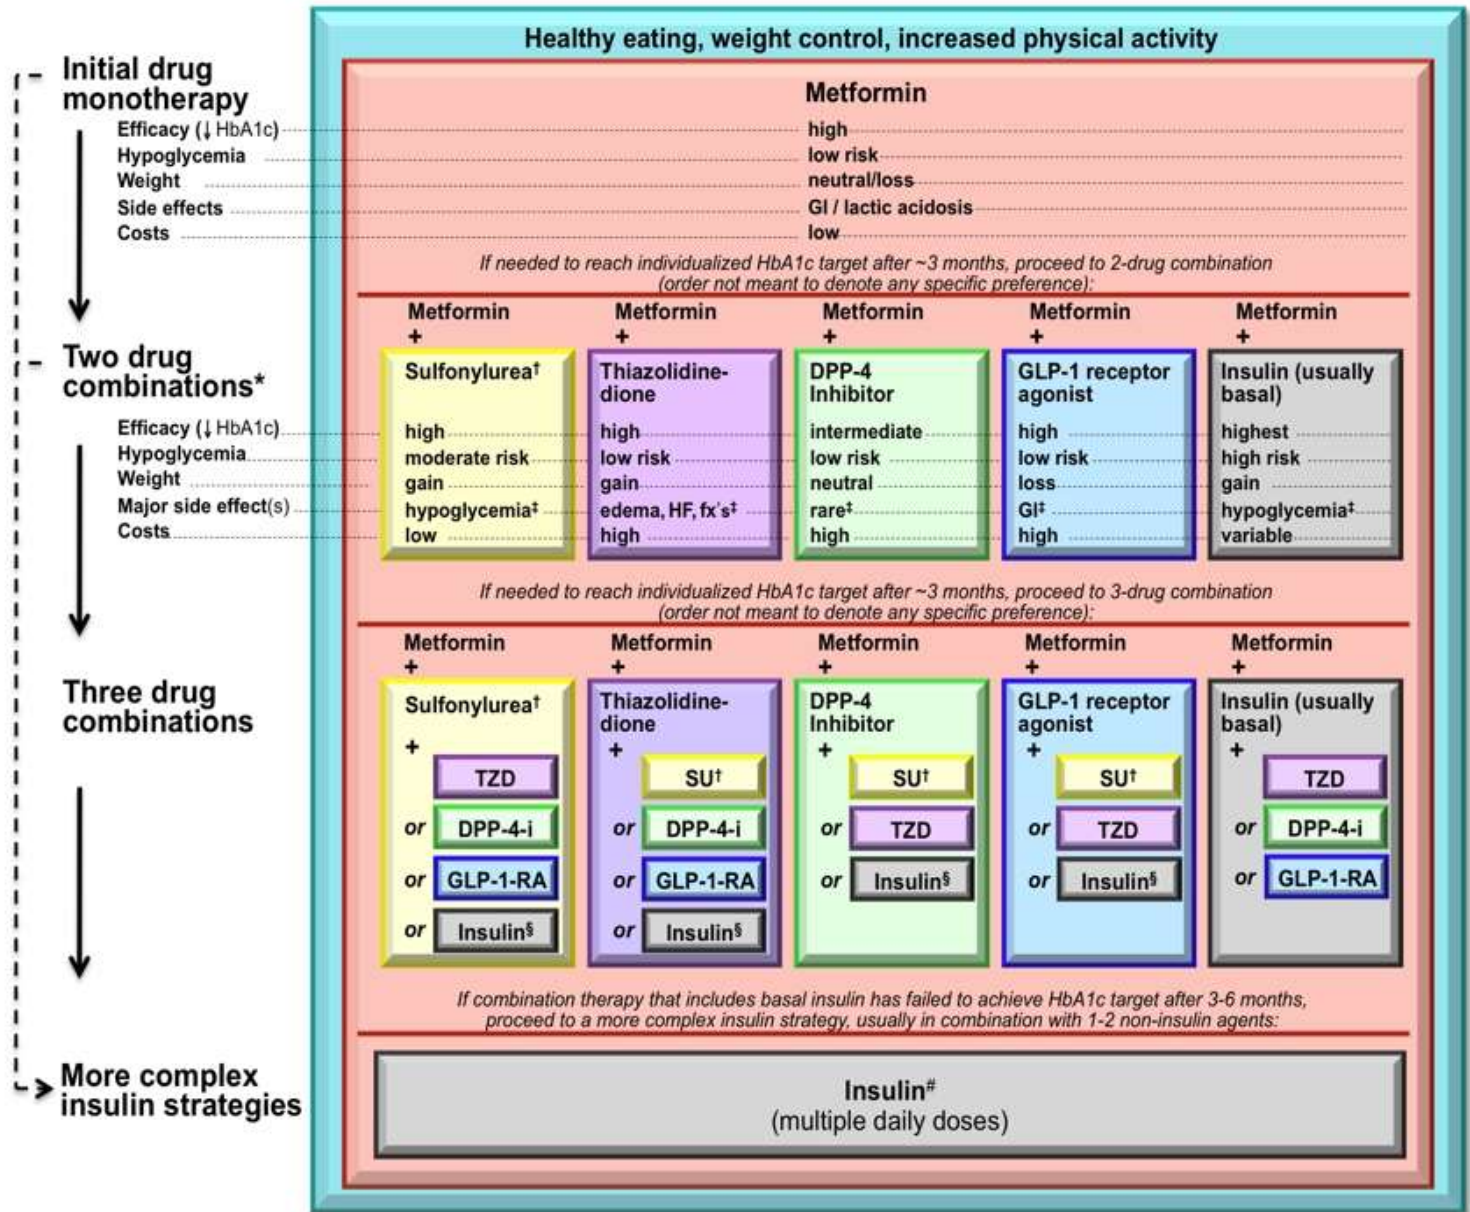 Healthy eating, weight control, increased physical activity
Initial drug
monotherapy
Metformin
Efficacy (↓ HbA1c) high
Hypoglycemia low risk
Weight neutral/loss
Side effects GI / lactic acidosis
Costs low
If needed to reach individualized HbA1c target after ~3 months, proceed to 2-drug combination
(order not meant to denote any specific preference):
Metformin Metformin Metformin Metformin Metformin
+ + + + +
Two drug
combinations*
Sulfonylurea† Thiazolidine- DPP-4 GLP-1 receptor Insulin (usually
dione Inhibitor agonist basal)
Efficacy (↓ HbA1c) high high intermediate high highest
Hypoglycemia moderate risk low risk low risk low risk high risk
Weight gain gain neutral loss gain
Major side effect(s) hypoglycemia‡ edema, HF, fx's‡ rare‡ GI‡ hypoglycemia‡
Costs low high high high variable
If needed to reach individualized HbA1c target after ~3 months, proceed to 3-drug combination
(order not meant to denote any specific preference):
Metformin Metformin Metformin Metformin Metformin
+ + + + +
Three drug
combinations
Sulfonylurea† Thiazolidine- DPP-4 GLP-1 receptor Insulin (usually
dione Inhibitor agonist basal)
+ + + + +
TZD SU† SU† SU† TZD
or DPP-4-i or DPP-4-i or TZD or TZD or DPP-4-i
or GLP-1-RA or GLP-1-RA or Insulin§ or Insulin§ or GLP-1-RA
or Insulin§ or Insulin§
If combination therapy that includes basal insulin has failed to achieve HbA1c target after 3-6 months,
proceed to a more complex insulin strategy, usually in combination with 1-2 non-insulin agents:
More complex
insulin strategies
Insulin#
(multiple daily doses)